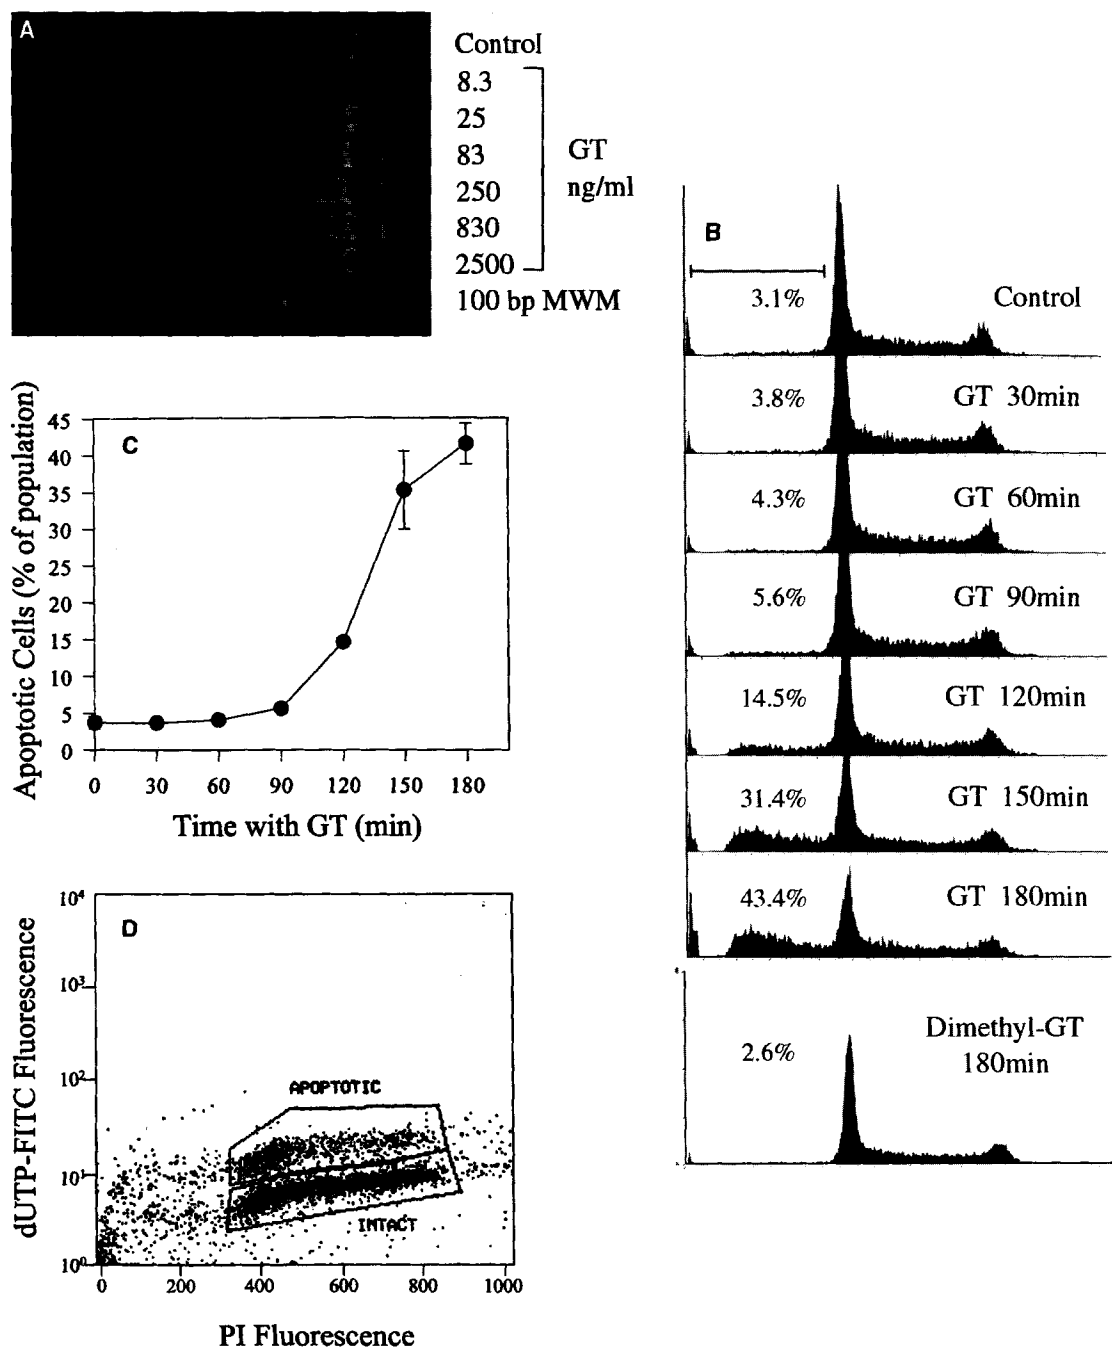 A
Control
8.3
25
83
250
830
2500
100 bp MWM
GT
ng/ml
B
3.1%
Control
3.8%
GT 30min
4.3%
GT 60min
5.6%
GT 90min
14.5%
GT 120min
31.4%
GT 150min
43.4%
GT 180min
2.6%
Dimethyl-GT
180min
C
Apoptotic Cells (% of population)
45
40
35
30
25
20
15
10
5
0
0 30 60 90 120 150 180
Time with GT (min)
D
dUTP-FITC Fluorescence
10⁴
10³
10²
10¹
10⁰
APOPTOTIC
INTACT
0 200 400 600 800 1000
PI Fluorescence